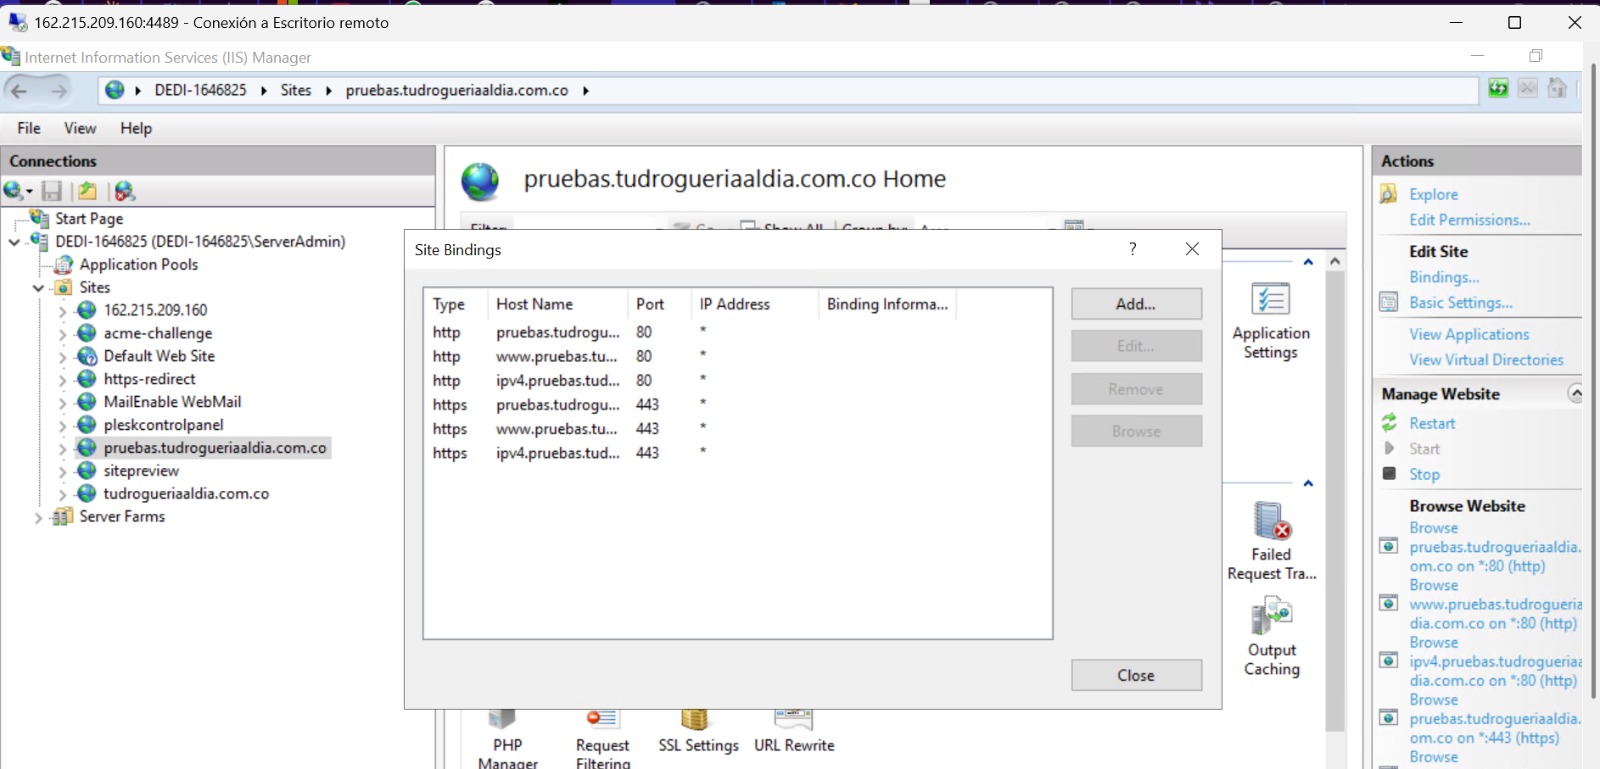 162.215.209.160:4489 - Conexión a Escritorio remoto
Internet Information Services (IIS) Manager
DEDI-1646825 Sites pruebas.tudrogueriaaldia.com.co
File View Help
Connections
Start Page
DEDI-1646825 (DEDI-1646825\ServerAdmin)
Application Pools
Sites
162.215.209.160
acme-challenge
Default Web Site
https-redirect
MailEnable WebMail
pleskcontrolpanel
pruebas.tudrogueriaaldia.com.co
sitepreview
tudrogueriaaldia.com.co
Server Farms
pruebas.tudrogueriaaldia.com.co Home
Site Bindings
?
Type Host Name Port IP Address Binding Informa...
http pruebas.tudrogu... 80 *
http www.pruebas.tu... 80 *
http ipv4.pruebas.tud... 80 *
https pruebas.tudrogu... 443 *
https www.pruebas.tu... 443 *
https ipv4.pruebas.tud... 443 *
Add...
Edit...
Remove
Browse
Close
Application
Settings
Failed
Request Tra...
Output
Caching
PHP
Manager
Request
Filtering
SSL Settings
URL Rewrite
Actions
Explore
Edit Permissions...
Edit Site
Bindings...
Basic Settings...
View Applications
View Virtual Directories
Manage Website
Restart
Start
Stop
Browse Website
Browse
pruebas.tudrogueriaaldia.
om.co on *:80 (http)
Browse
www.pruebas.tudrogueria
dia.com.co on *:80 (http)
Browse
ipv4.pruebas.tudrogueriaa
dia.com.co on *:80 (http)
Browse
pruebas.tudrogueriaaldia.
om.co on *:443 (https)
Browse